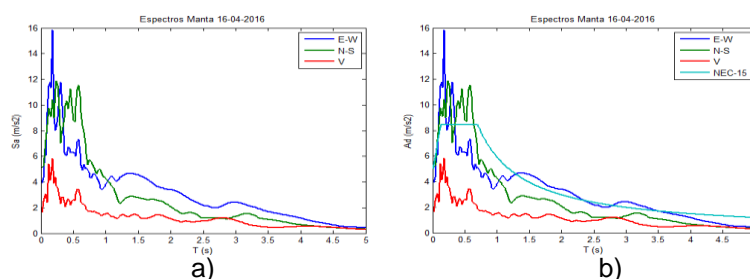 Espectros Manta 16-04-2016
E-W
N-S
V
Sa (m/s2)
16
14
12
10
8
6
4
2
0
0 0.5 1 1.5 2 2.5 3 3.5 4 4.5 5
T (s)
a)
Espectros Manta 16-04-2016
E-W
N-S
V
NEC-15
Ad (m/s2)
16
14
12
10
8
6
4
2
0
0 0.5 1 1.5 2 2.5 3 3.5 4 4.5 5
T (s)
b)